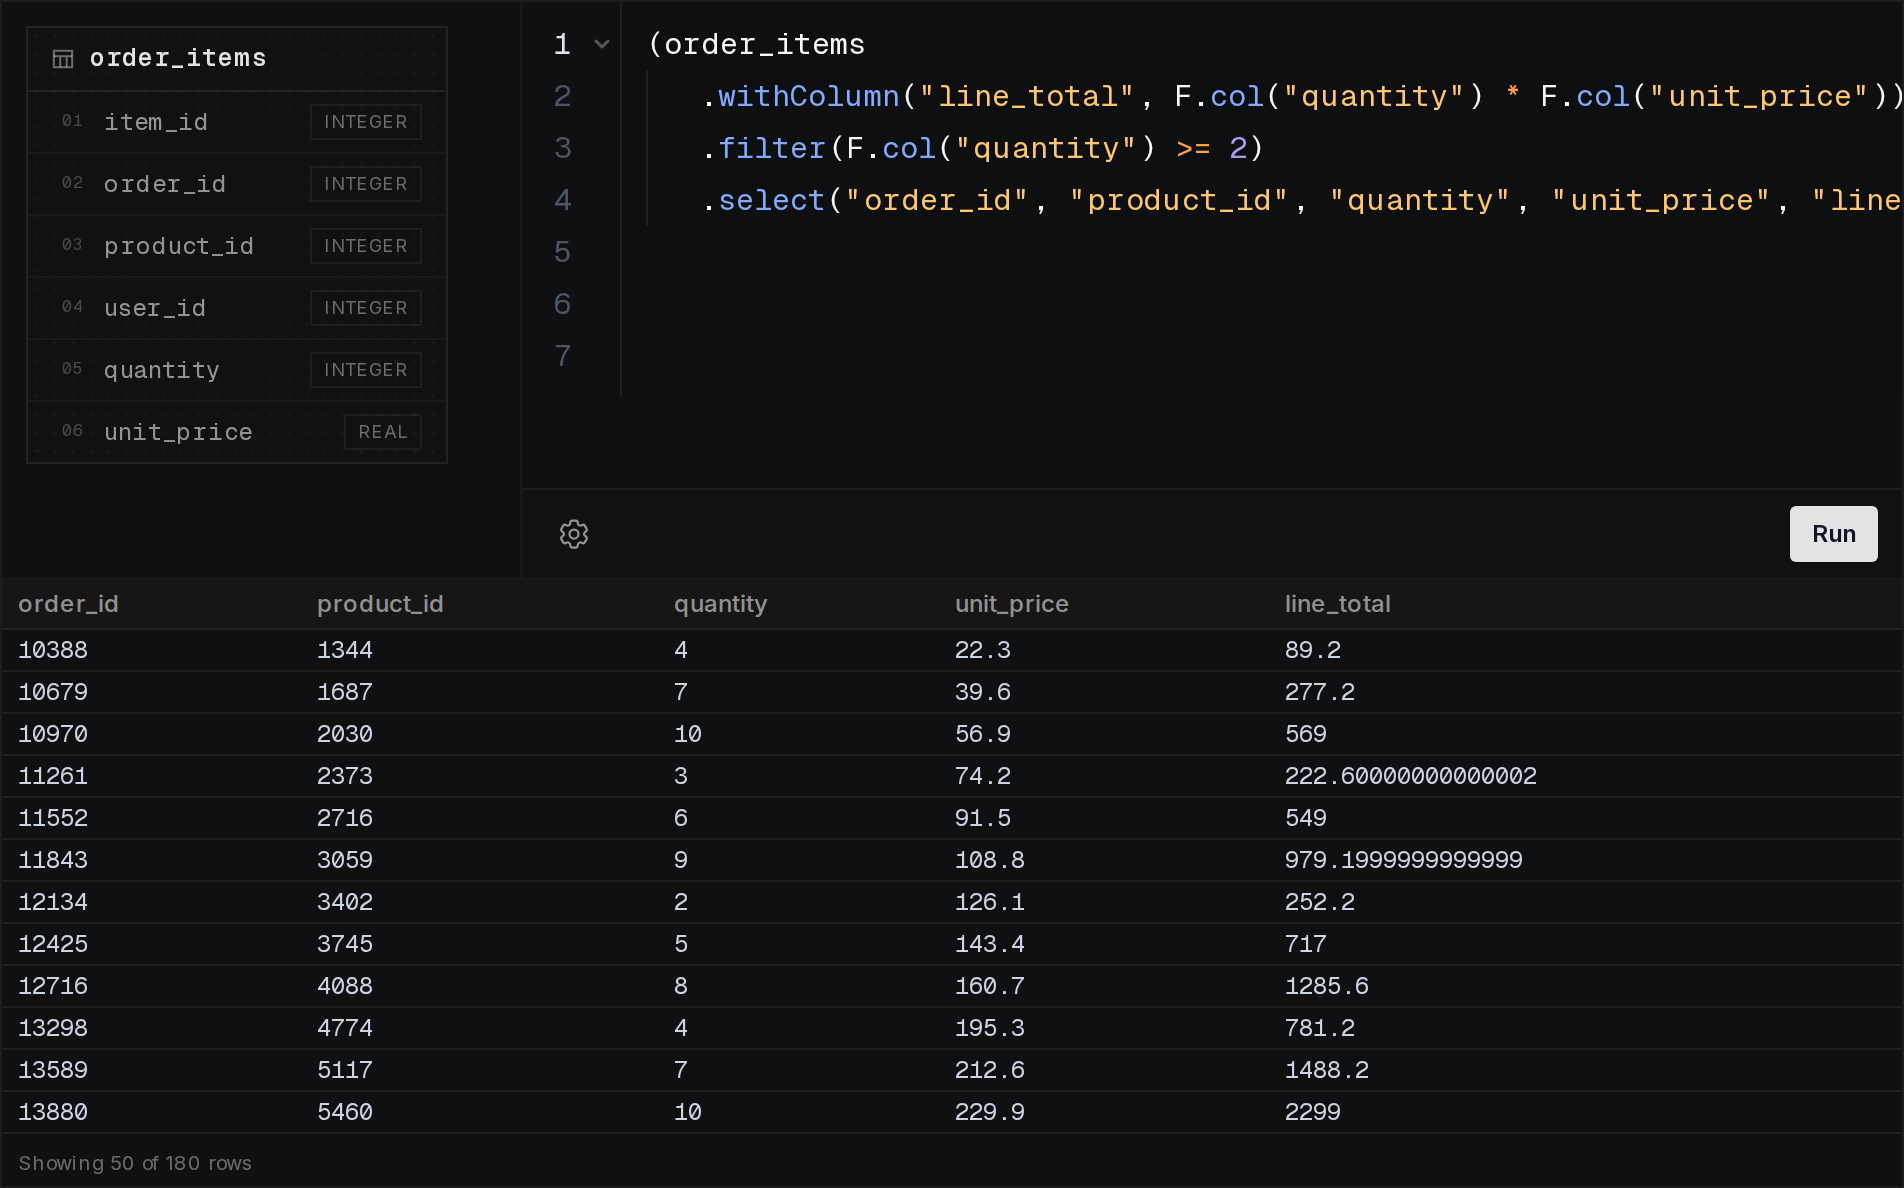 order_items
01 item_id INTEGER
02 order_id INTEGER
03 product_id INTEGER
04 user_id INTEGER
05 quantity INTEGER
06 unit_price REAL
1 (order_items
2 .withColumn("line_total", F.col("quantity") * F.col("unit_price"))
3 .filter(F.col("quantity") >= 2)
4 .select("order_id", "product_id", "quantity", "unit_price", "line
5
6
7
Run
order_id product_id quantity unit_price line_total
10388 1344 4 22.3 89.2
10679 1687 7 39.6 277.2
10970 2030 10 56.9 569
11261 2373 3 74.2 222.60000000000002
11552 2716 6 91.5 549
11843 3059 9 108.8 979.1999999999999
12134 3402 2 126.1 252.2
12425 3745 5 143.4 717
12716 4088 8 160.7 1285.6
13298 4774 4 195.3 781.2
13589 5117 7 212.6 1488.2
13880 5460 10 229.9 2299
Showing 50 of 180 rows